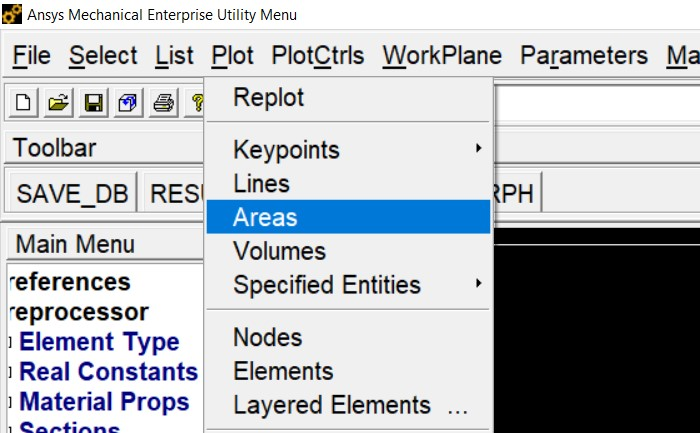 Ansys Mechanical Enterprise Utility Menu
File Select List Plot PlotCtrls WorkPlane Parameters Ma
Replot
Toolbar
Keypoints
Lines
SAVE_DB RESU RPH
Areas
Main Menu
Volumes
references
Specified Entities
reprocessor
Nodes
Element Type
Elements
Real Constants
Layered Elements ...
Material Props
Sections